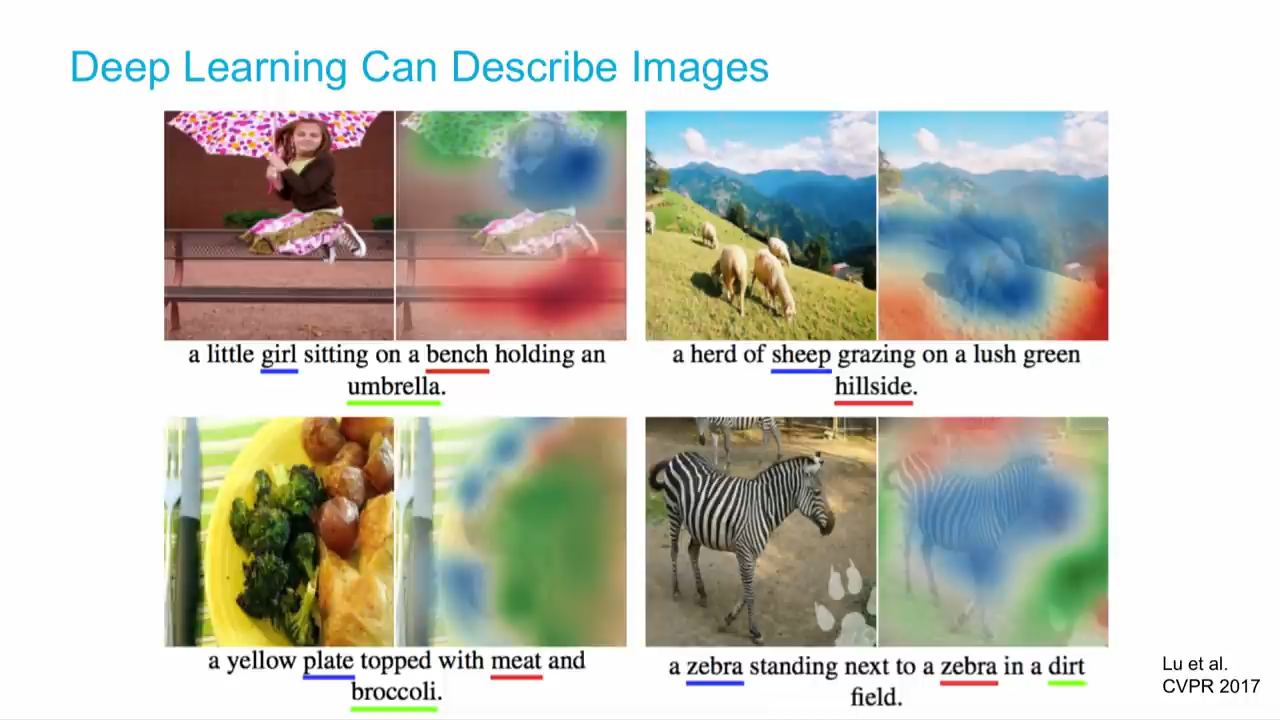 Deep Learning Can Describe Images
a little girl sitting on a bench holding an
umbrella.
a herd of sheep grazing on a lush green
hillside.
a yellow plate topped with meat and
broccoli.
a zebra standing next to a zebra in a dirt
field.
Lu et al.
CVPR 2017